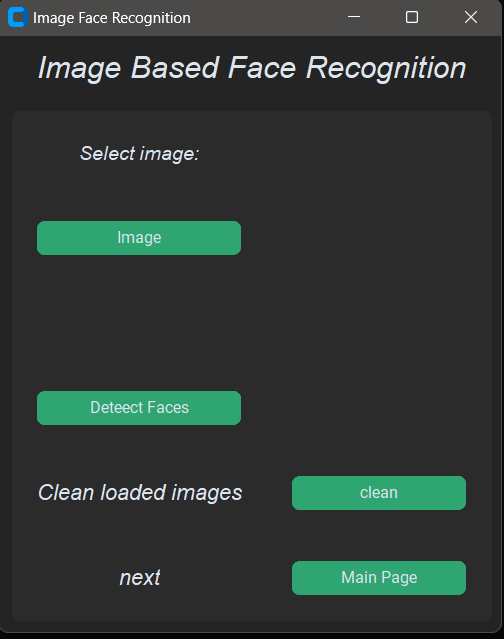 Image Face Recognition
Image Based Face Recognition
Select image:
Image
Deteect Faces
Clean loaded images clean
next Main Page